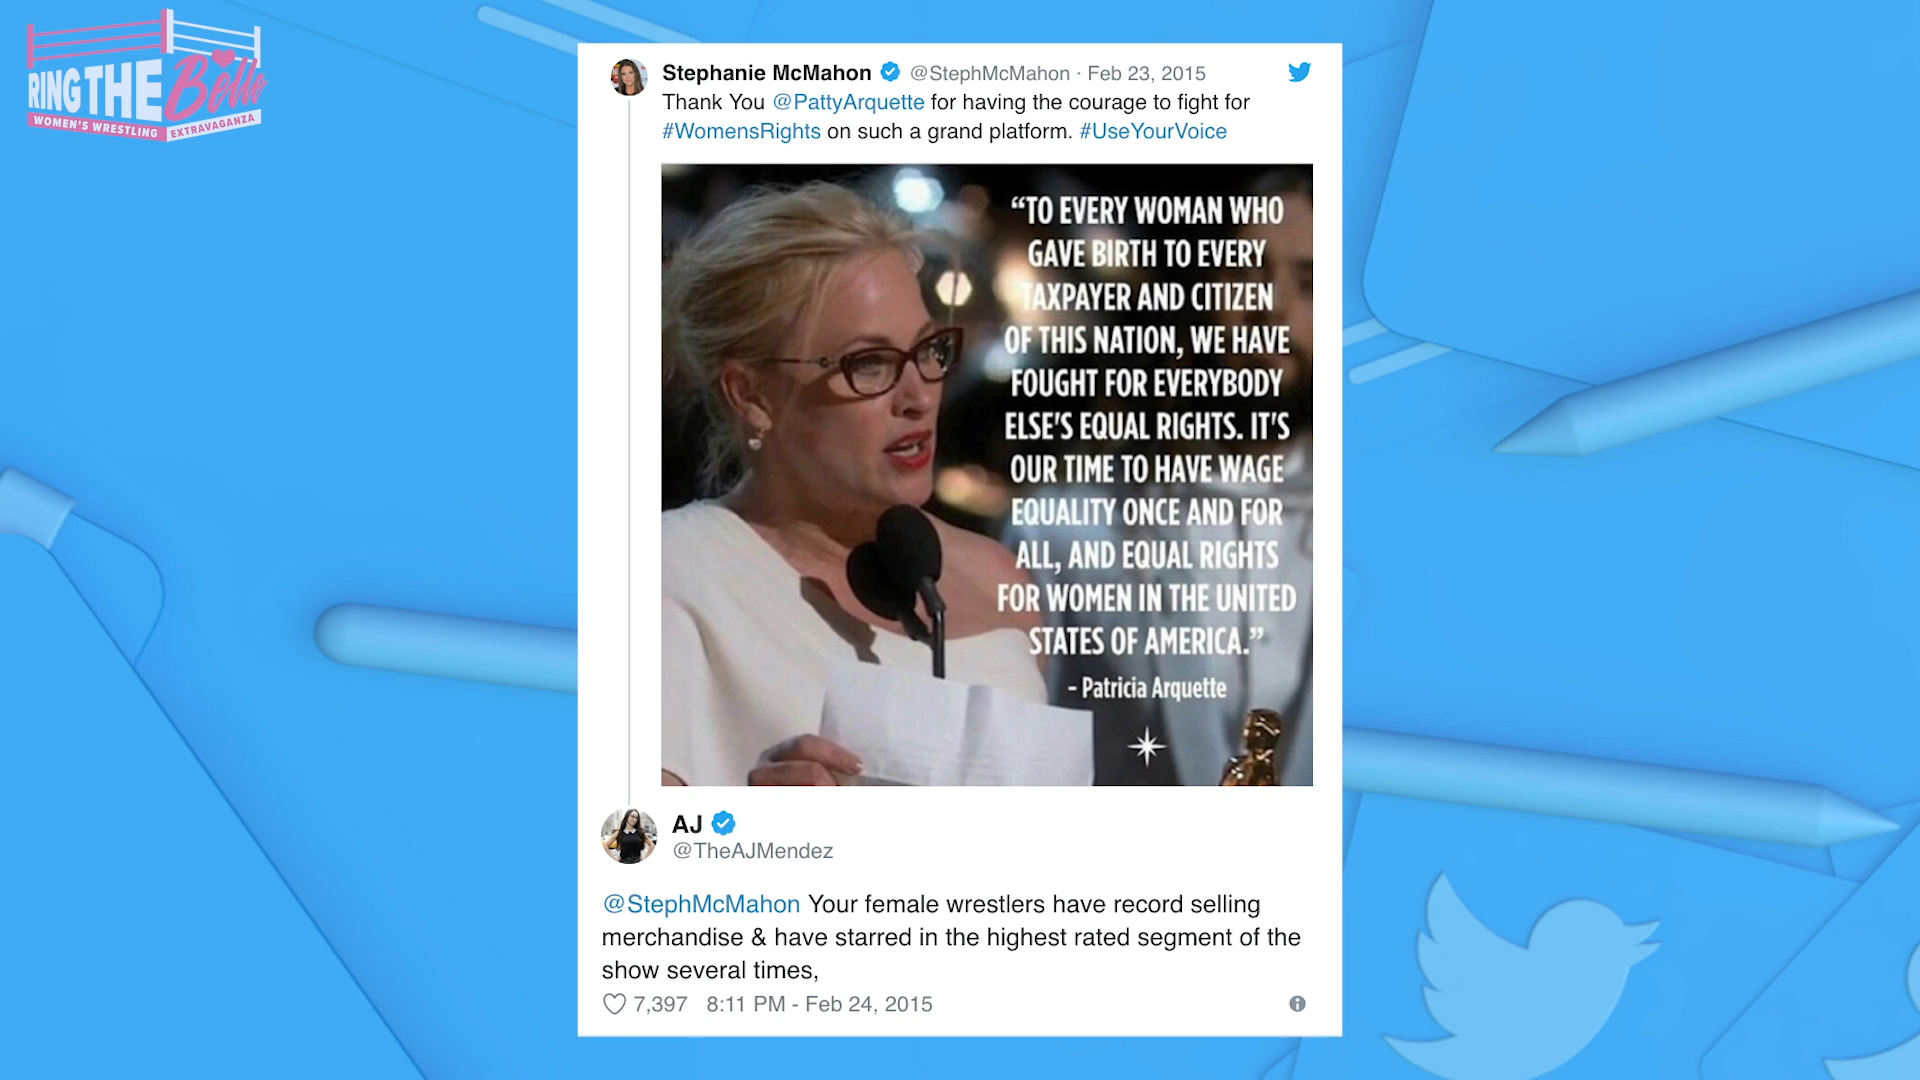 RING THE Belle
WOMEN'S WRESTLING EXTRAVAGANZA
Stephanie McMahon @StephMcMahon · Feb 23, 2015
Thank You @PattyArquette for having the courage to fight for
#WomensRights on such a grand platform. #UseYourVoice
“TO EVERY WOMAN WHO
GAVE BIRTH TO EVERY
TAXPAYER AND CITIZEN
OF THIS NATION, WE HAVE
FOUGHT FOR EVERYBODY
ELSE'S EQUAL RIGHTS. IT'S
OUR TIME TO HAVE WAGE
EQUALITY ONCE AND FOR
ALL, AND EQUAL RIGHTS
FOR WOMEN IN THE UNITED
STATES OF AMERICA.”
- Patricia Arquette
AJ
@TheAJMendez
@StephMcMahon Your female wrestlers have record selling
merchandise & have starred in the highest rated segment of the
show several times,
7,397 8:11 PM - Feb 24, 2015